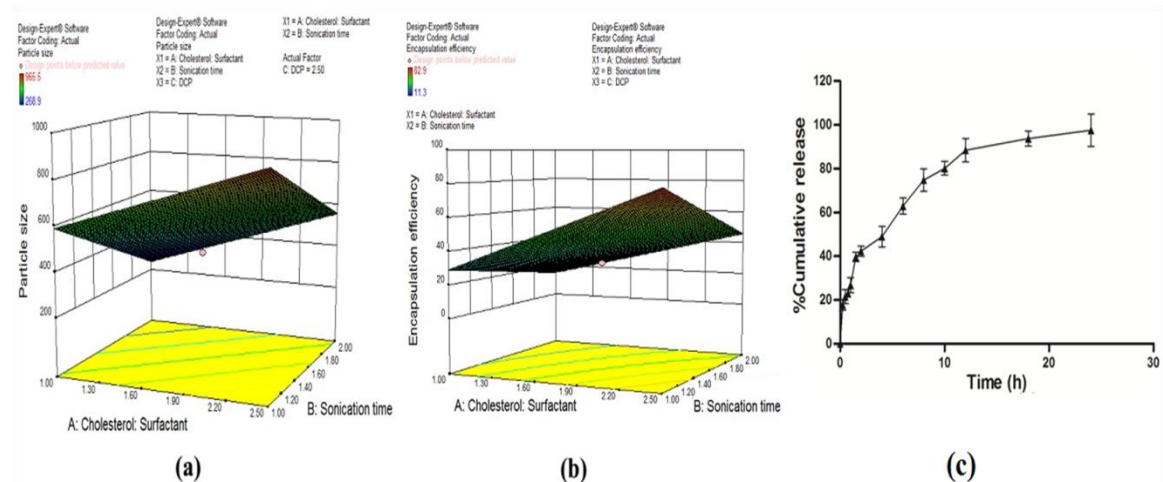 Design-Expert® Software
Factor Coding: Actual
Particle size
Design points below predicted value
965.5
268.9
Design-Expert® Software
Factor Coding: Actual
Particle size
X1 = A: Cholesterol: Surfactant
X2 = B: Sonication time
X3 = C: DCP
X1 = A: Cholesterol: Surfactant
X2 = B: Sonication time
Actual Factor
C: DCP = 2.50
1000
800
600
400
200
Particle size
1.00
1.30
1.60
1.90
2.20
2.50
A: Cholesterol: Surfactant
1.00
1.20
1.40
1.60
1.80
2.00
B: Sonication time
(a)
Design-Expert® Software
Factor Coding: Actual
Encapsulation efficiency
Design points below predicted value
82.9
11.3
X1 = A: Cholesterol: Surfactant
X2 = B: Sonication time
Design-Expert® Software
Factor Coding: Actual
Encapsulation efficiency
X1 = A: Cholesterol: Surfactant
X2 = B: Sonication time
X3 = C: DCP
100
80
60
40
20
0
Encapsulation efficiency
1.00
1.30
1.60
1.90
2.20
2.50
A: Cholesterol: Surfactant
1.00
1.20
1.40
1.60
1.80
2.00
B: Sonication time
(b)
120
100
80
60
40
20
0
%Cumulative release
0
10
20
30
Time (h)
(c)